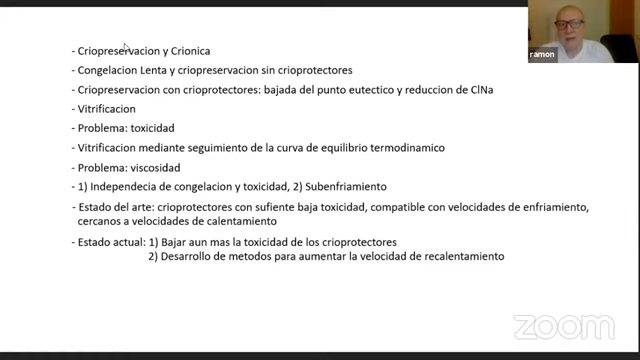 - Criopreservacion y Crionica
- Congelacion Lenta y criopreservacion sin crioprotectores
- Criopreservacion con crioprotectores: bajada del punto eutectico y reduccion de ClNa
- Vitrificacion
- Problema: toxicidad
- Vitrificacion mediante seguimiento de la curva de equilibrio termodinamico
- Problema: viscosidad
- 1) Independecia de congelacion y toxicidad, 2) Subenfriamiento
- Estado del arte: crioprotectores con sufiente baja toxicidad, compatible con velocidades de enfriamiento,
cercanos a velocidades de calentamiento
- Estado actual: 1) Bajar aun mas la toxicidad de los crioprotectores
2) Desarrollo de metodos para aumentar la velocidad de recalentamiento
ramon
zoom